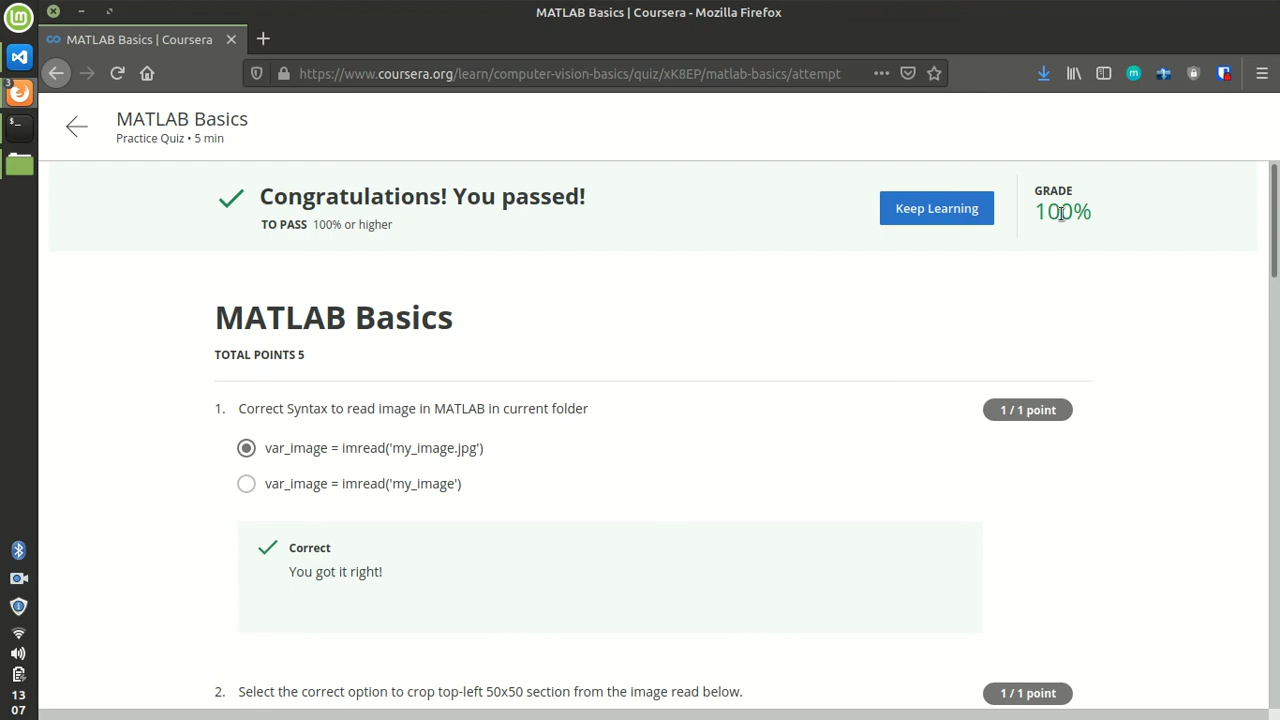 MATLAB Basics | Coursera - Mozilla Firefox
MATLAB Basics | Coursera
https://www.coursera.org/learn/computer-vision-basics/quiz/xK8EP/matlab-basics/attempt
MATLAB Basics
Practice Quiz • 5 min
Congratulations! You passed!
TO PASS 100% or higher
Keep Learning
GRADE
100%
MATLAB Basics
TOTAL POINTS 5
1. Correct Syntax to read image in MATLAB in current folder
1 / 1 point
var_image = imread('my_image.jpg')
var_image = imread('my_image')
Correct
You got it right!
2. Select the correct option to crop top-left 50x50 section from the image read below.
1 / 1 point
3
13
07